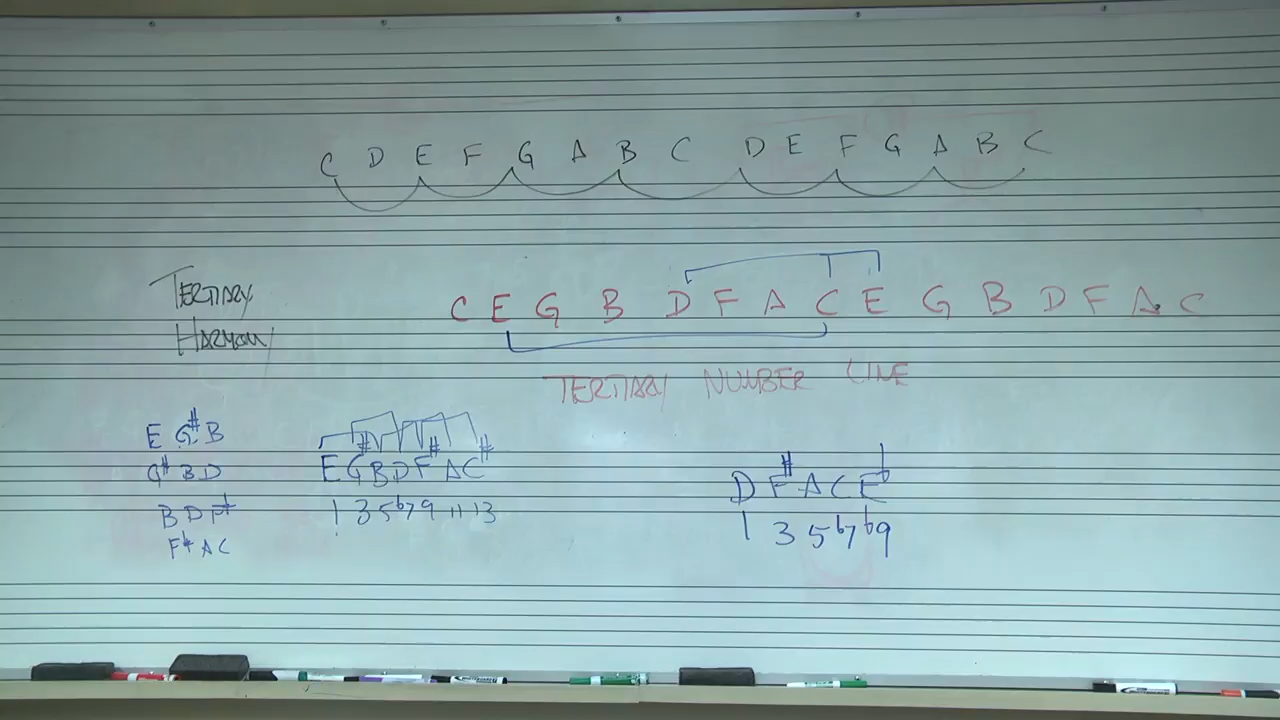 C D E F G A B C D E F G A B C
TERTIARY
HARMONY
C E G B D F A C E G B D F A C
TERTIARY NUMBER LINE
E G# B
G# B D
B D F#
F# A C
E G# B D F# A C#
1 3 5 b7 9 11 13
D F# A C Eb
1 3 5 b7 b9